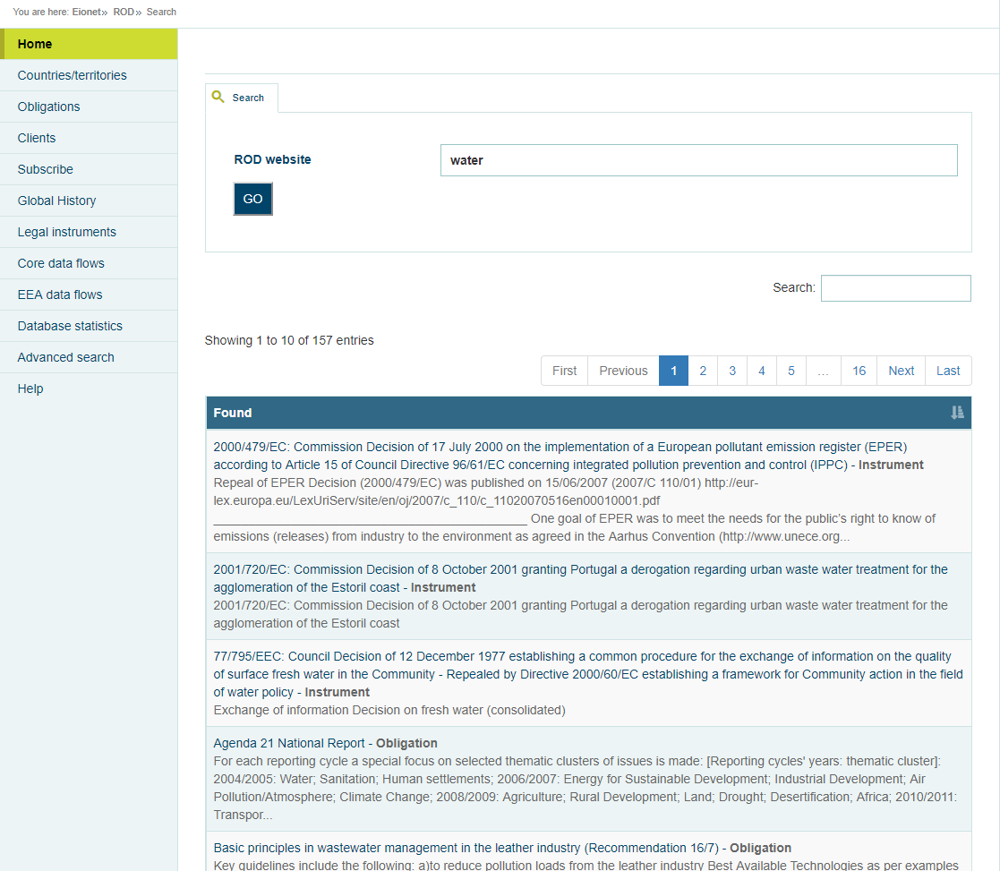 You are here: Eionet» ROD» Search
Home
Countries/territories
Obligations
Clients
Subscribe
Global History
Legal instruments
Core data flows
EEA data flows
Database statistics
Advanced search
Help
Search
ROD website
water
GO
Search:
Showing 1 to 10 of 157 entries
First Previous 1 2 3 4 5 … 16 Next Last
Found
2000/479/EC: Commission Decision of 17 July 2000 on the implementation of a European pollutant emission register (EPER)
according to Article 15 of Council Directive 96/61/EC concerning integrated pollution prevention and control (IPPC) - Instrument
Repeal of EPER Decision (2000/479/EC) was published on 15/06/2007 (2007/C 110/01) http://eur-
lex.europa.eu/LexUriServ/site/en/oj/2007/c_110/c_11020070516en00010001.pdf
_____________________________________________ One goal of EPER was to meet the needs for the public’s right to know of
emissions (releases) from industry to the environment as agreed in the Aarhus Convention (http://www.unece.org...
2001/720/EC: Commission Decision of 8 October 2001 granting Portugal a derogation regarding urban waste water treatment for the
agglomeration of the Estoril coast - Instrument
2001/720/EC: Commission Decision of 8 October 2001 granting Portugal a derogation regarding urban waste water treatment for the
agglomeration of the Estoril coast
77/795/EEC: Council Decision of 12 December 1977 establishing a common procedure for the exchange of information on the quality
of surface fresh water in the Community - Repealed by Directive 2000/60/EC establishing a framework for Community action in the field
of water policy - Instrument
Exchange of information Decision on fresh water (consolidated)
Agenda 21 National Report - Obligation
For each reporting cycle a special focus on selected thematic clusters of issues is made: [Reporting cycles' years: thematic cluster]:
2004/2005: Water; Sanitation; Human settlements; 2006/2007: Energy for Sustainable Development; Industrial Development; Air
Pollution/Atmosphere; Climate Change; 2008/2009: Agriculture; Rural Development; Land; Drought; Desertification; Africa; 2010/2011:
Transpor...
Basic principles in wastewater management in the leather industry (Recommendation 16/7) - Obligation
Key guidelines include the following: a)to reduce pollution loads from the leather industry Best Available Technologies as per examples